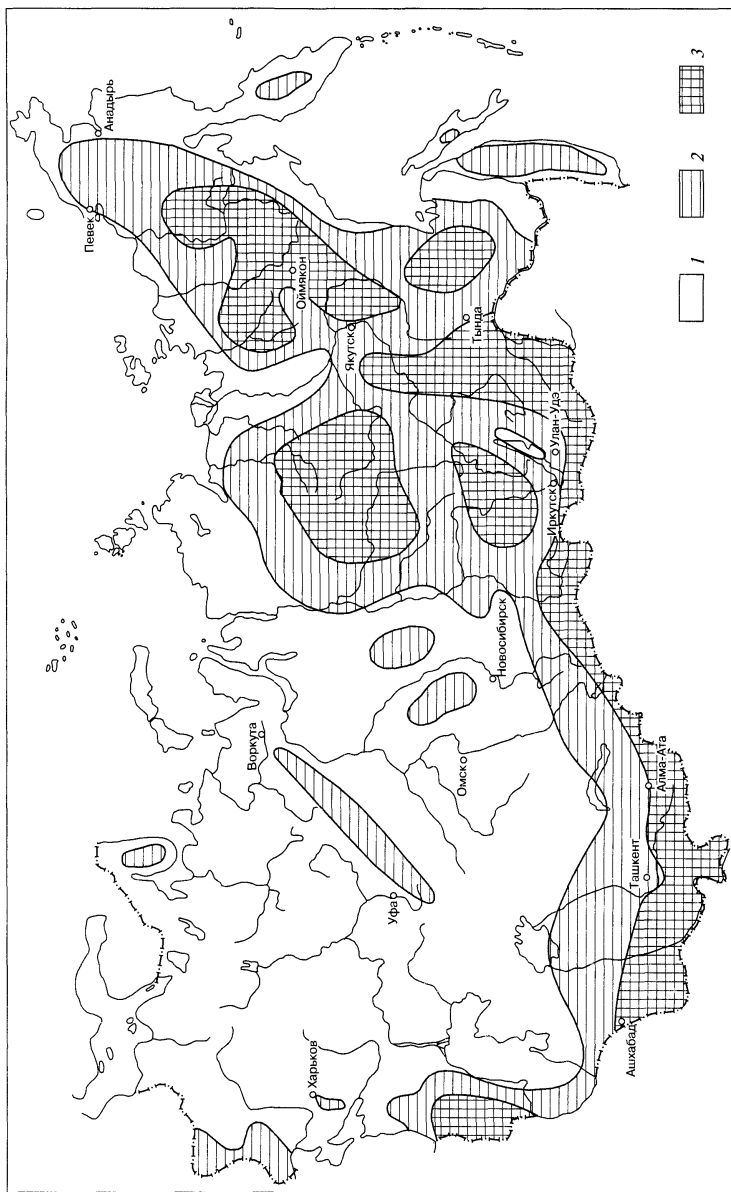 Анадырь
Певек
Оймякон
Якутск
Тында
Улан-Удэ
Иркутск
Новосибирск
Воркута
Омск
Алма-Ата
Ташкент
Уфа
Ашхабад
Харьков
1
2
3